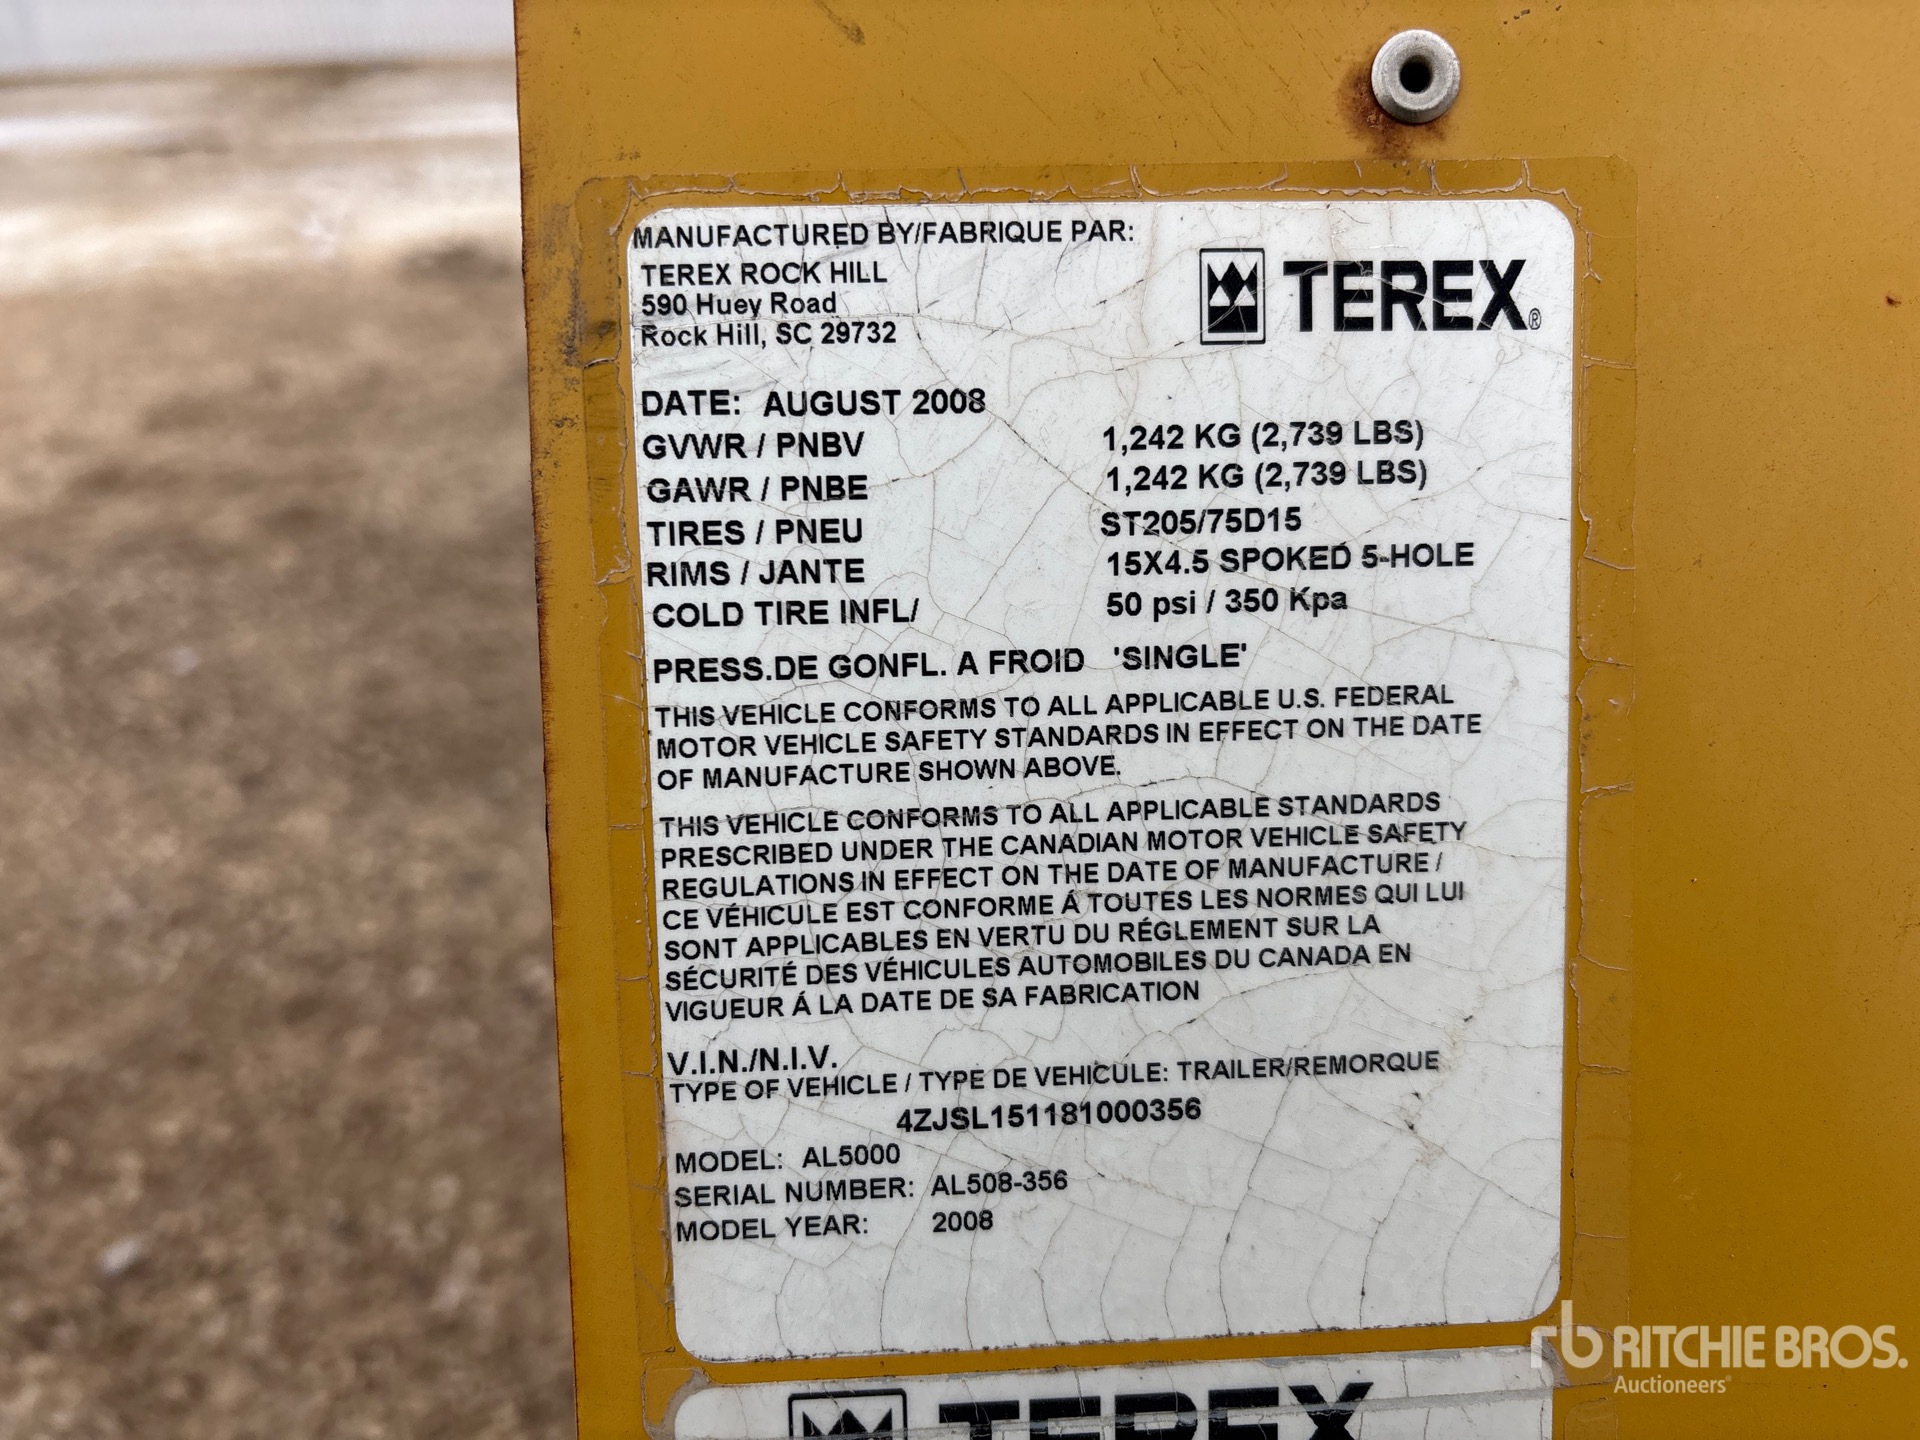 MANUFACTURED BY/FABRIQUE PAR:
TEREX ROCK HILL
590 Huey Road
Rock Hill, SC 29732
TEREX®
DATE: AUGUST 2008
GVWR / PNBV 1,242 KG (2,739 LBS)
GAWR / PNBE 1,242 KG (2,739 LBS)
TIRES / PNEU ST205/75D15
RIMS / JANTE 15X4.5 SPOKED 5-HOLE
COLD TIRE INFL/ 50 psi / 350 Kpa
PRESS.DE GONFL. A FROID 'SINGLE'
THIS VEHICLE CONFORMS TO ALL APPLICABLE U.S. FEDERAL
MOTOR VEHICLE SAFETY STANDARDS IN EFFECT ON THE DATE
OF MANUFACTURE SHOWN ABOVE.
THIS VEHICLE CONFORMS TO ALL APPLICABLE STANDARDS
PRESCRIBED UNDER THE CANADIAN MOTOR VEHICLE SAFETY
REGULATIONS IN EFFECT ON THE DATE OF MANUFACTURE /
CE VÉHICULE EST CONFORME Á TOUTES LES NORMES QUI LUI
SONT APPLICABLES EN VERTU DU RÉGLEMENT SUR LA
SÉCURITÉ DES VÉHICULES AUTOMOBILES DU CANADA EN
VIGUEUR Á LA DATE DE SA FABRICATION
V.I.N./N.I.V.
TYPE OF VEHICLE / TYPE DE VEHICULE: TRAILER/REMORQUE
4ZJSL151181000356
MODEL: AL5000
SERIAL NUMBER: AL508-356
MODEL YEAR: 2008
TEREX
rb RITCHIE BROS.
Auctioneers